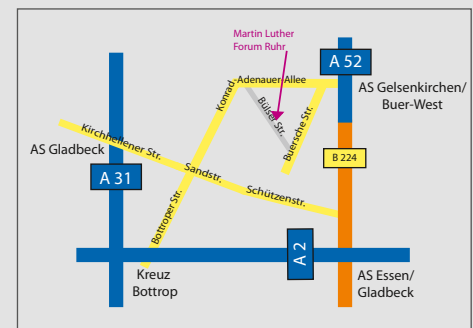 Martin Luther
Forum Ruhr
A 52
Konrad-
Adenauer-Allee
AS Gelsenkirchen/
Buer-West
Bülser Str.
Buersche Str.
Kirchhellener Str.
AS Gladbeck
B 224
A 31
Sandstr.
Schützenstr.
Bottroper Str.
A 2
Kreuz
Bottrop
AS Essen/
Gladbeck